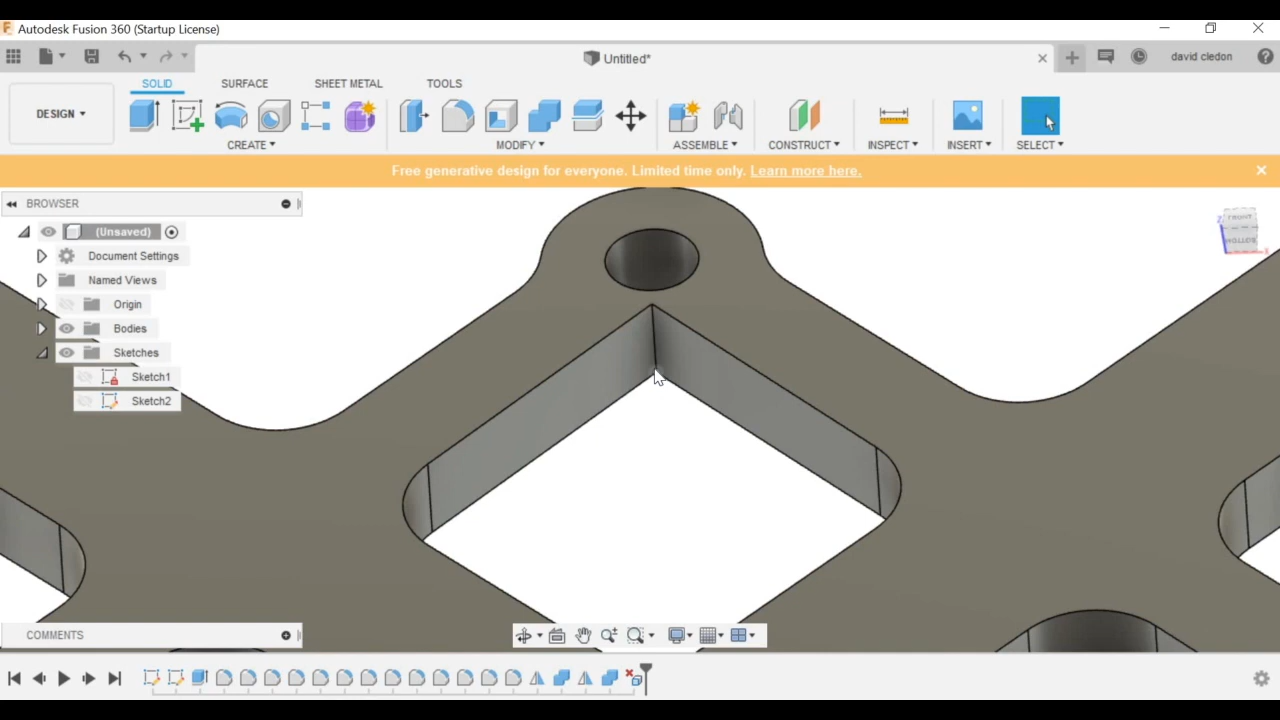 Autodesk Fusion 360 (Startup License)
Untitled*
david cledon
SOLID SURFACE SHEET METAL TOOLS
DESIGN
CREATE MODIFY ASSEMBLE CONSTRUCT INSPECT INSERT SELECT
Free generative design for everyone. Limited time only. Learn more here.
BROWSER
(Unsaved)
Document Settings
Named Views
Origin
Bodies
Sketches
Sketch1
Sketch2
FRONT
Z
X
COMMENTS